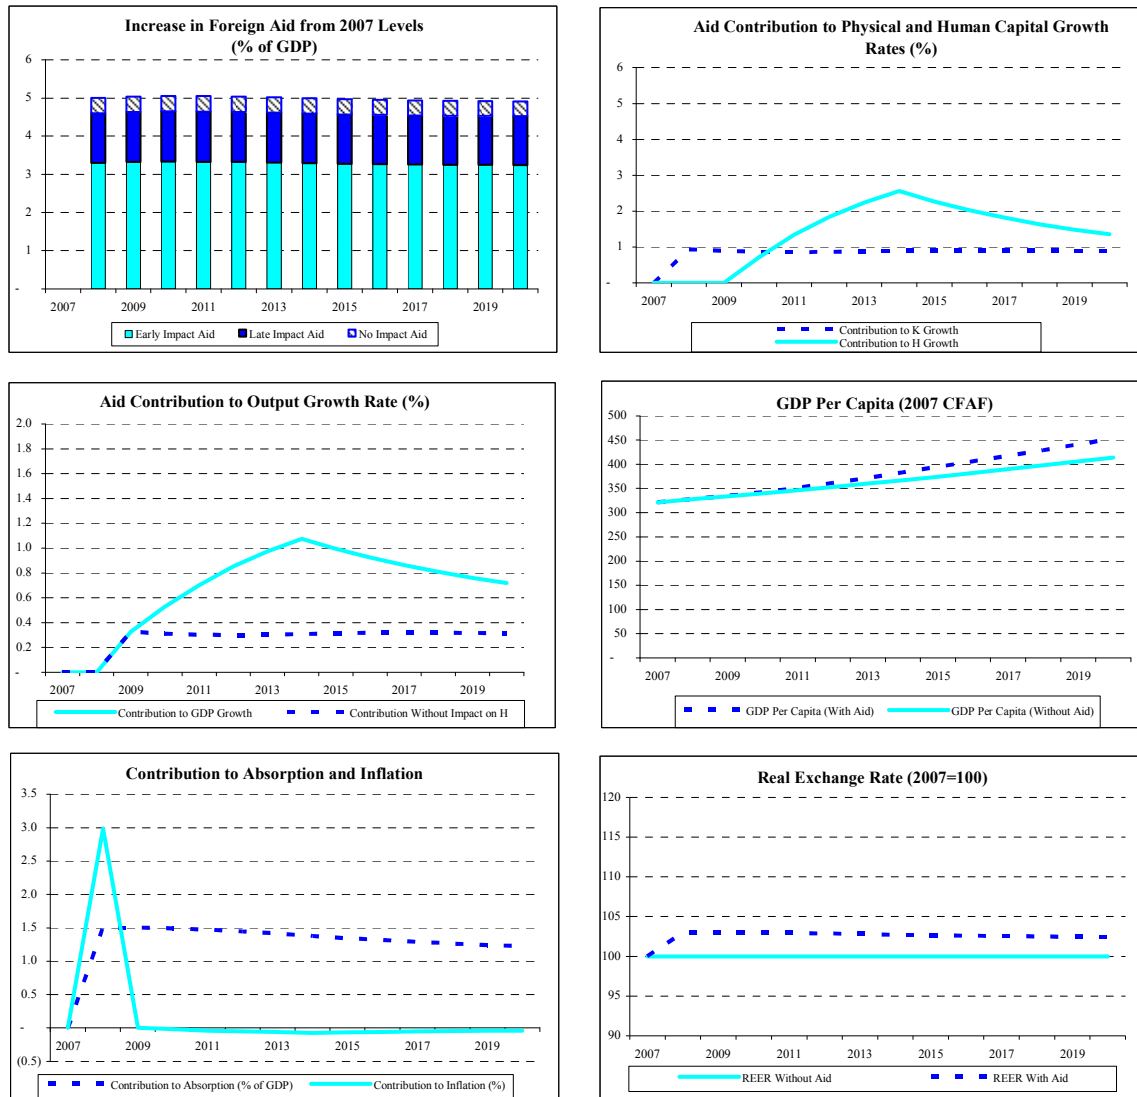 Increase in Foreign Aid from 2007 Levels
(% of GDP)
6
5
4
3
2
1
-
2007 2009 2011 2013 2015 2017 2019
Early Impact Aid Late Impact Aid No Impact Aid
Aid Contribution to Physical and Human Capital Growth
Rates (%)
6
5
4
3
2
1
-
2007 2009 2011 2013 2015 2017 2019
Contribution to K Growth
Contribution to H Growth
Aid Contribution to Output Growth Rate (%)
2.0
1.8
1.6
1.4
1.2
1.0
0.8
0.6
0.4
0.2
-
2007 2009 2011 2013 2015 2017 2019
Contribution to GDP Growth Contribution Without Impact on H
GDP Per Capita (2007 CFAF)
500
450
400
350
300
250
200
150
100
50
-
2007 2009 2011 2013 2015 2017 2019
GDP Per Capita (With Aid) GDP Per Capita (Without Aid)
Contribution to Absorption and Inflation
3.5
3.0
2.5
2.0
1.5
1.0
0.5
-
(0.5)
2007 2009 2011 2013 2015 2017 2019
Contribution to Absorption (% of GDP) Contribution to Inflation (%)
Real Exchange Rate (2007=100)
120
115
110
105
100
95
90
2007 2009 2011 2013 2015 2017 2019
REER Without Aid REER With Aid